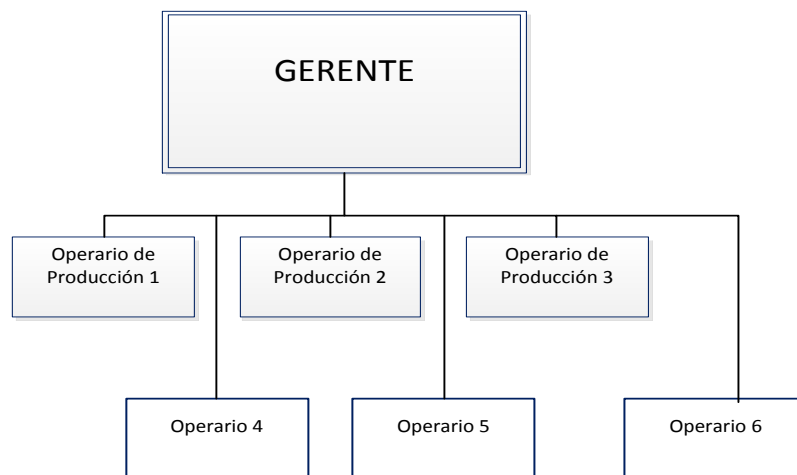 GERENTE
Operario de
Producción 1
Operario de
Producción 2
Operario de
Producción 3
Operario 4
Operario 5
Operario 6